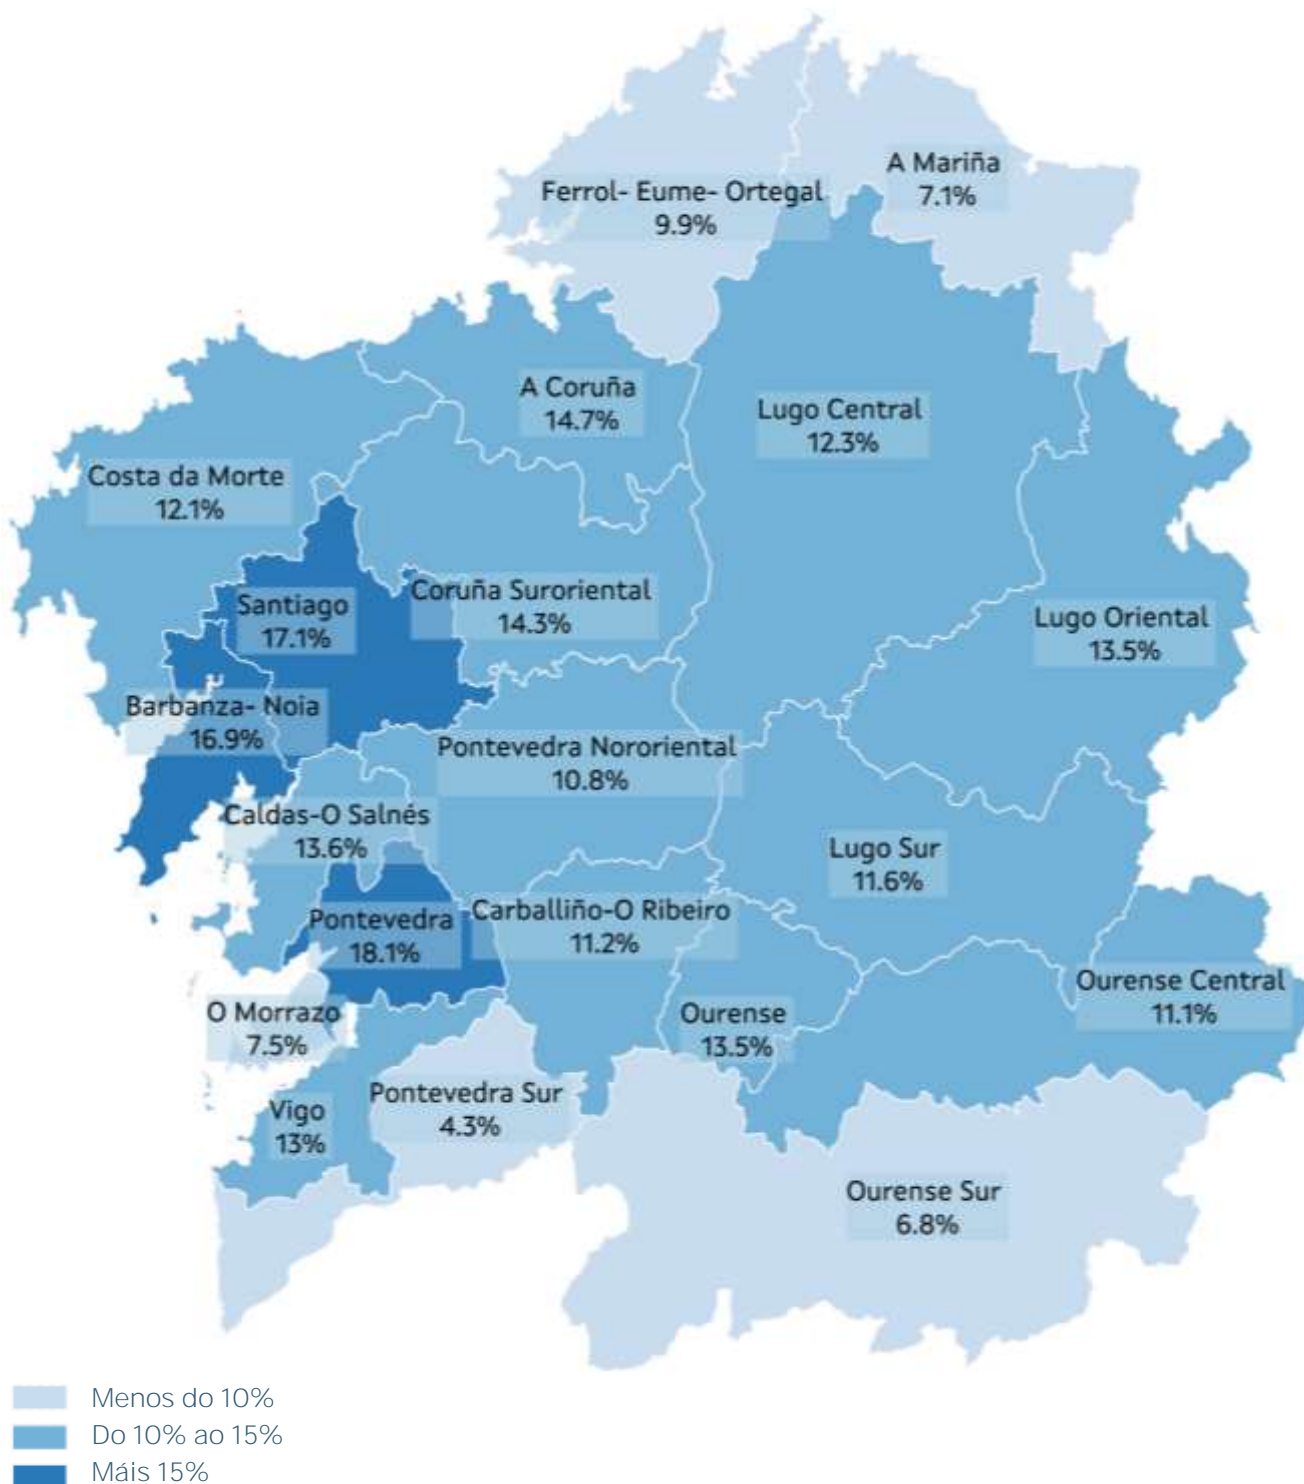 A Mariña
7.1%
Ferrol- Eume- Ortegal
9.9%
A Coruña
14.7%
Lugo Central
12.3%
Costa da Morte
12.1%
Santiago
17.1%
Coruña Suroriental
14.3%
Lugo Oriental
13.5%
Barbanza- Noia
16.9%
Pontevedra Nororiental
10.8%
Caldas-O Salnés
13.6%
Lugo Sur
11.6%
Pontevedra
18.1%
Carballiño-O Ribeiro
11.2%
Ourense Central
11.1%
O Morrazo
7.5%
Ourense
13.5%
Pontevedra Sur
4.3%
Vigo
13%
Ourense Sur
6.8%
Menos do 10%
Do 10% ao 15%
Máis 15%